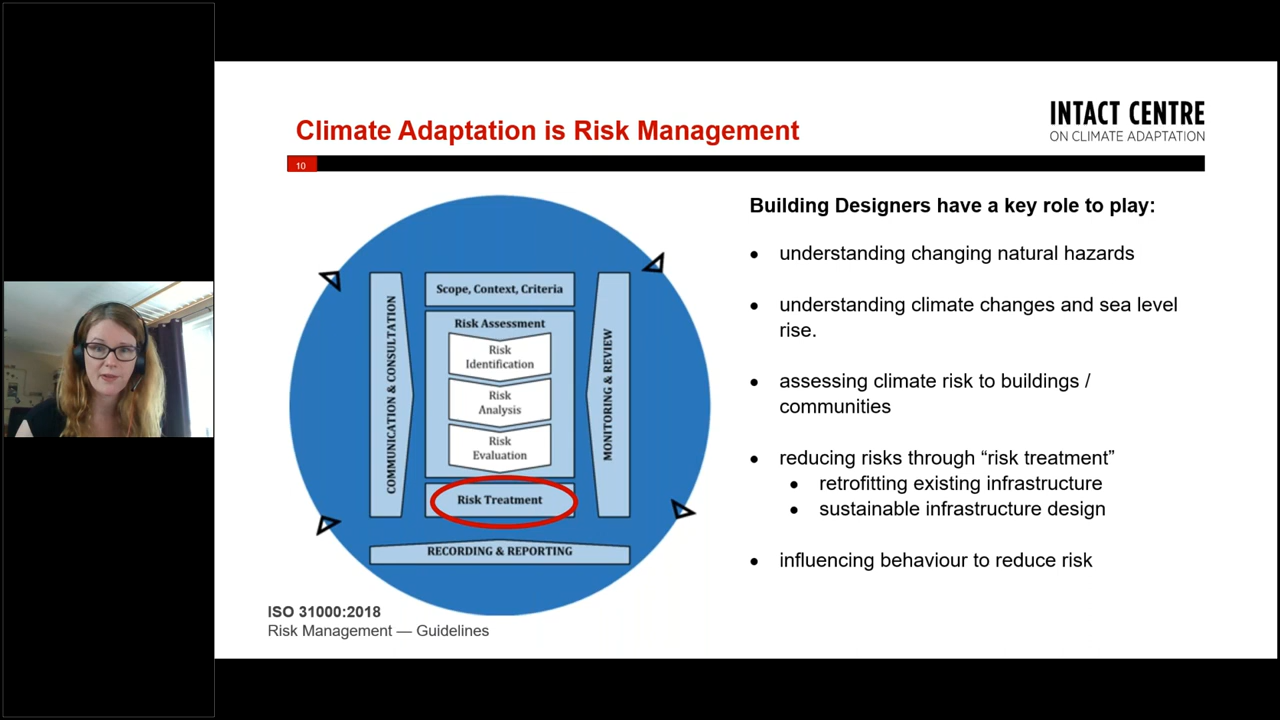 Climate Adaptation is Risk Management
INTACT CENTRE
ON CLIMATE ADAPTATION
10
COMMUNICATION & CONSULTATION
Scope, Context, Criteria
Risk Assessment
Risk
Identification
Risk
Analysis
Risk
Evaluation
Risk Treatment
MONITORING & REVIEW
RECORDING & REPORTING
ISO 31000:2018
Risk Management — Guidelines
Building Designers have a key role to play:
• understanding changing natural hazards
• understanding climate changes and sea level
rise.
• assessing climate risk to buildings /
communities
• reducing risks through “risk treatment”
• retrofitting existing infrastructure
• sustainable infrastructure design
• influencing behaviour to reduce risk